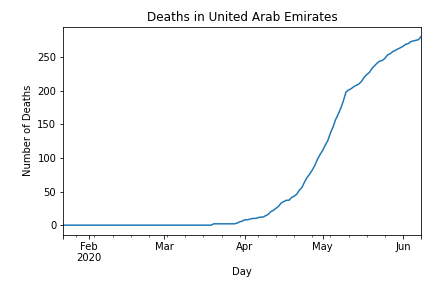 Deaths in United Arab Emirates
Number of Deaths
250
200
150
100
50
0
Feb
2020
Mar
Apr
May
Jun
Day